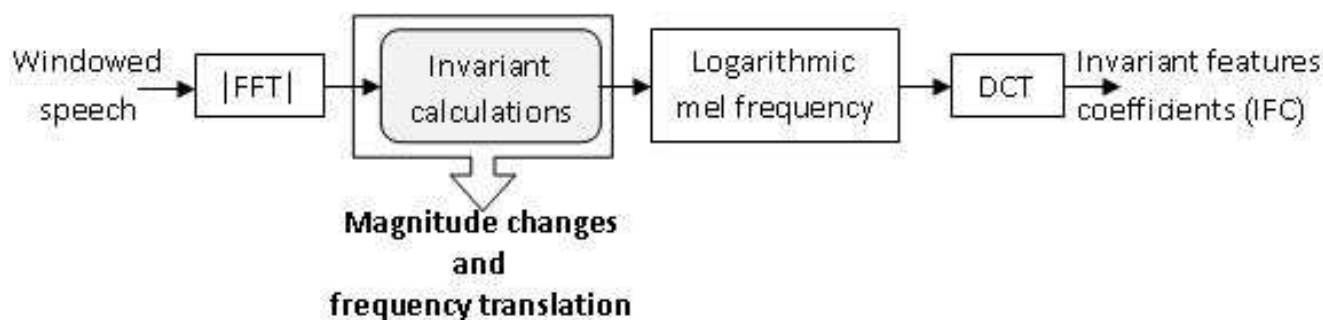 Windowed
speech
|FFT|
Invariant
calculations
Logarithmic
mel frequency
DCT
Invariant features
coefficients (IFC)
Magnitude changes
and
frequency translation